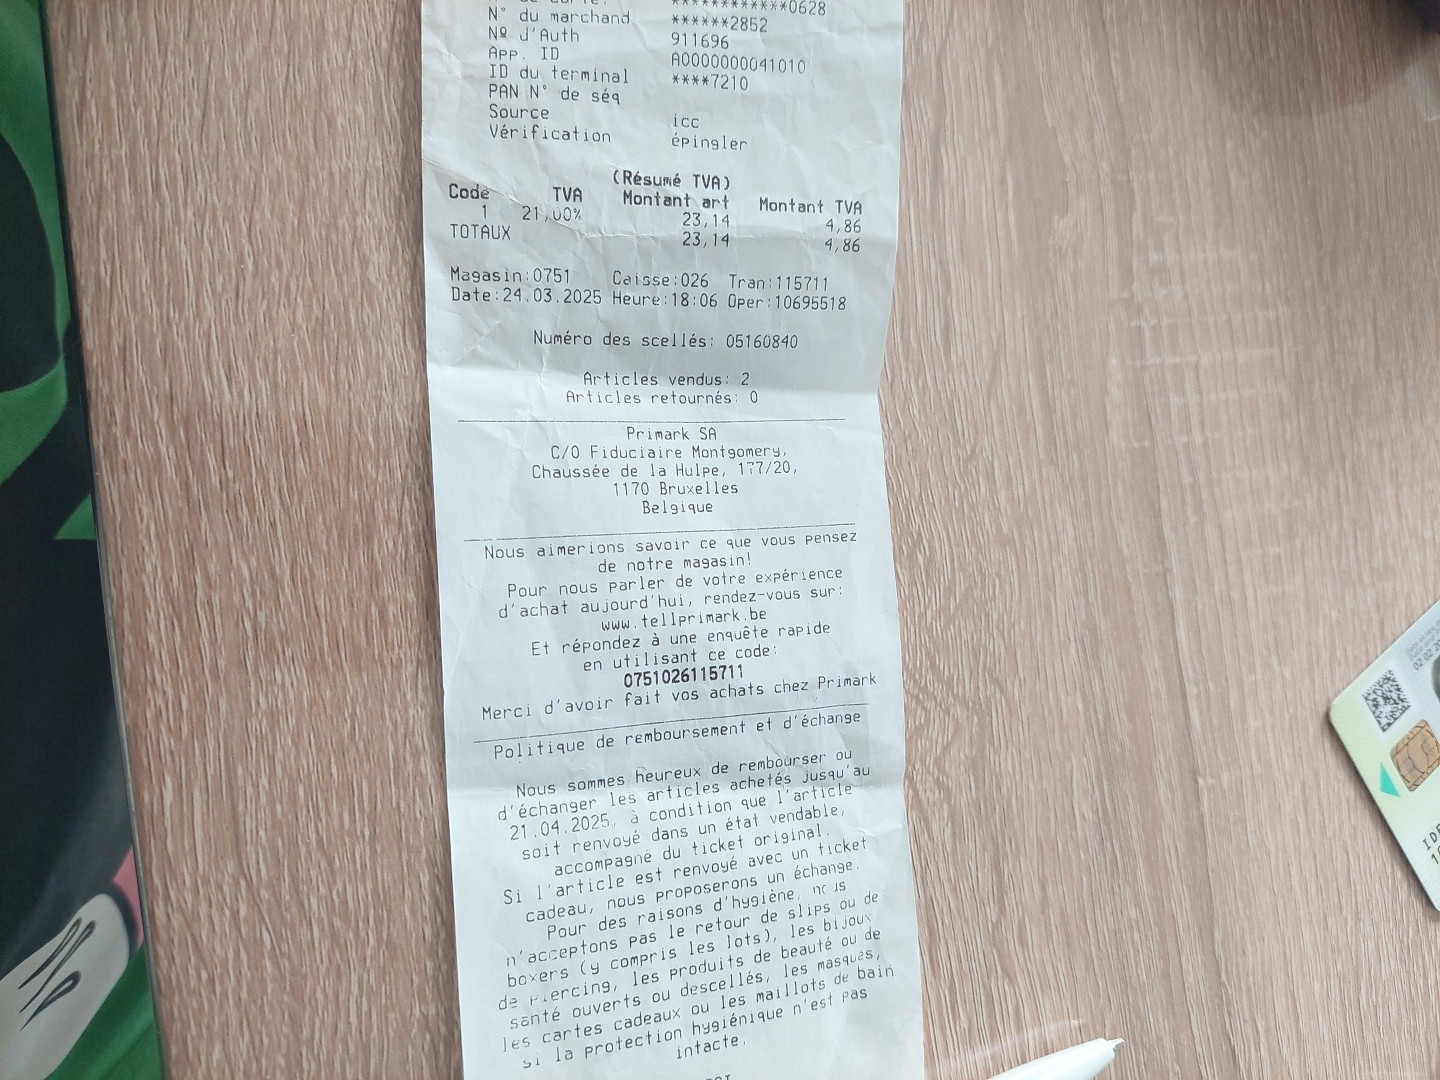 ************0628
N° du marchand ******2852
Nº d'Auth 911696
App. ID A0000000041010
ID du terminal ****7210
PAN N° de séq
Source icc
Vérification épingler
(Résumé TVA)
Code TVA Montant art Montant TVA
1 21,00% 23,14 4,86
TOTAUX 23,14 4,86
Magasin:0751 Caisse:026 Tran:115711
Date:24.03.2025 Heure:18:06 Oper:10695518
Numéro des scellés: 05160840
Articles vendus: 2
Articles retournés: 0
Primark SA
C/O Fiduciaire Montgomery,
Chaussée de la Hulpe, 177/20,
1170 Bruxelles
Belgique
Nous aimerions savoir ce que vous pensez
de notre magasin!
Pour nous parler de votre expérience
d'achat aujourd'hui, rendez-vous sur:
www.tellprimark.be
Et répondez à une enquête rapide
en utilisant ce code:
0751026115711
Merci d'avoir fait vos achats chez Primark
Politique de remboursement et d'échange
Nous sommes heureux de rembourser ou
d'échanger les articles achetés jusqu'au
21.04.2025, à condition que l'article
soit renvoyé dans un état vendable,
accompagné du ticket original.
Si l'article est renvoyé avec un ticket
cadeau, nous proposerons un échange.
Pour des raisons d'hygiène, nous
n'acceptons pas le retour de slips ou de
boxers (y compris les lots), les bijoux
de piercing, les produits de beauté ou de
santé ouverts ou descellés, les masques,
les cartes cadeaux ou les maillots de bain
si la protection hygiénique n'est pas
intacte.